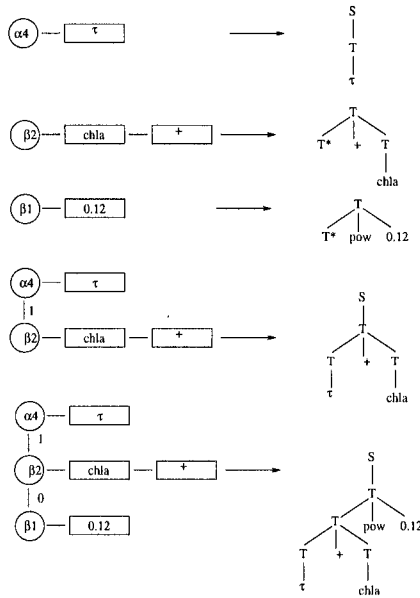 S
α4 τ T
τ
T
β2 chla + T* + T
chla
β1 0.12 T
T* pow 0.12
α4 τ
1 S
β2 chla + T
T + T
τ chla
α4 τ
1 S
β2 chla + T
0 T pow 0.12
β1 0.12 T + T
τ chla